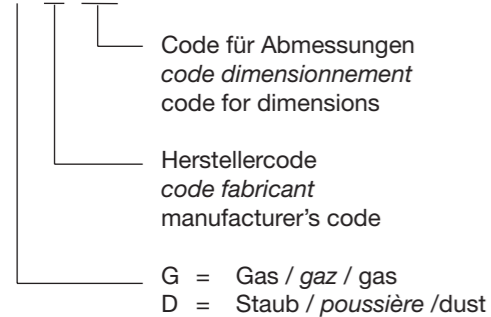 Code für Abmessungen
code dimensionnement
code for dimensions
Herstellercode
code fabricant
manufacturer's code
G = Gas / gaz / gas
D = Staub / poussière /dust